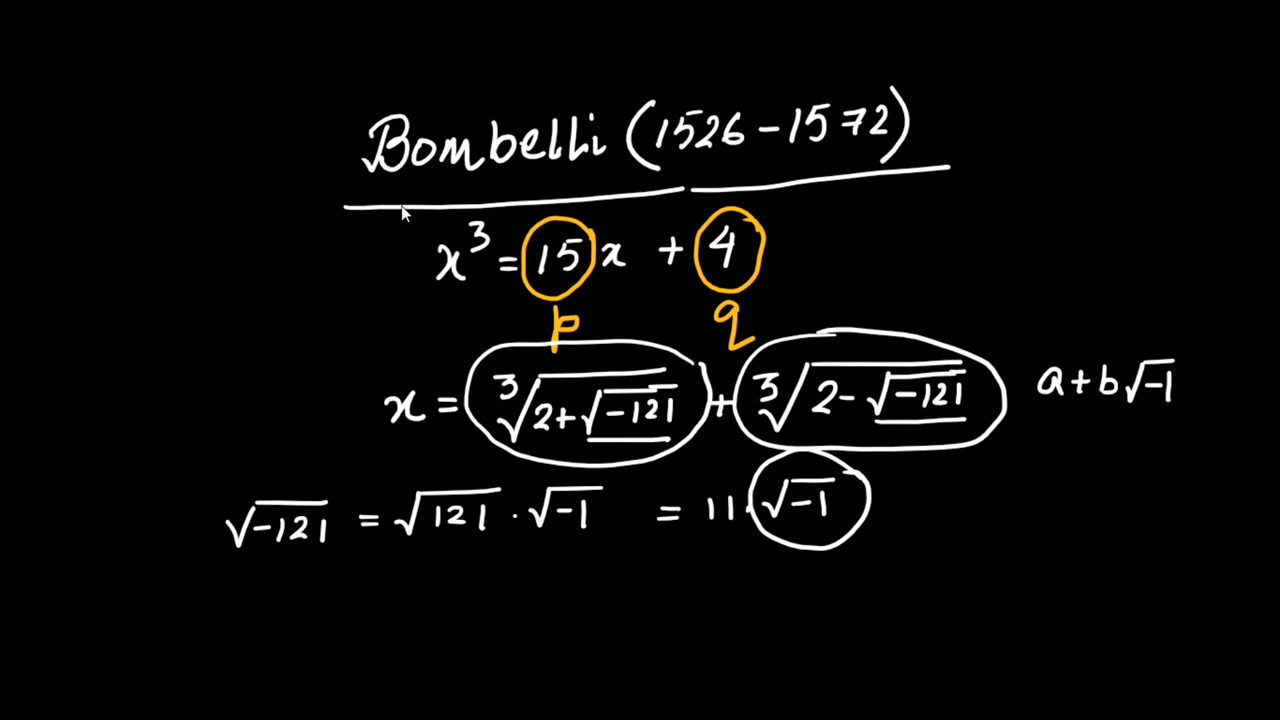 Bombelli (1526-1572)
x³ = 15x + 4
p q
x = ∛(2+√-121) + ∛(2-√-121) a+b√-1
√-121 = √121 · √-1 = 11·√-1